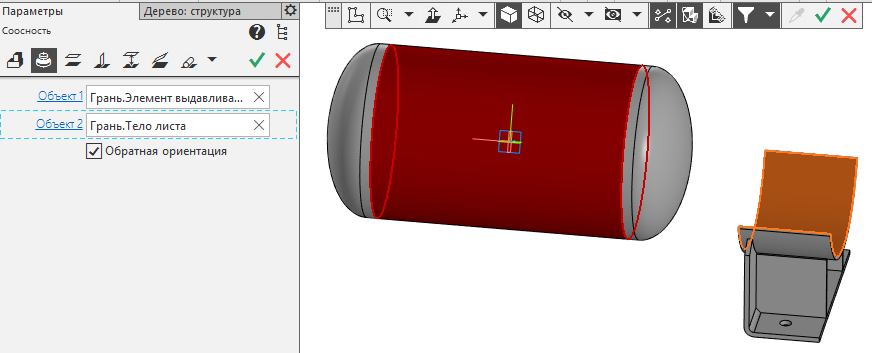 Параметры
Дерево: структура
Соосность
Объект 1
Грань.Элемент выдавлива...
Объект 2
Грань.Тело листа
Обратная ориентация